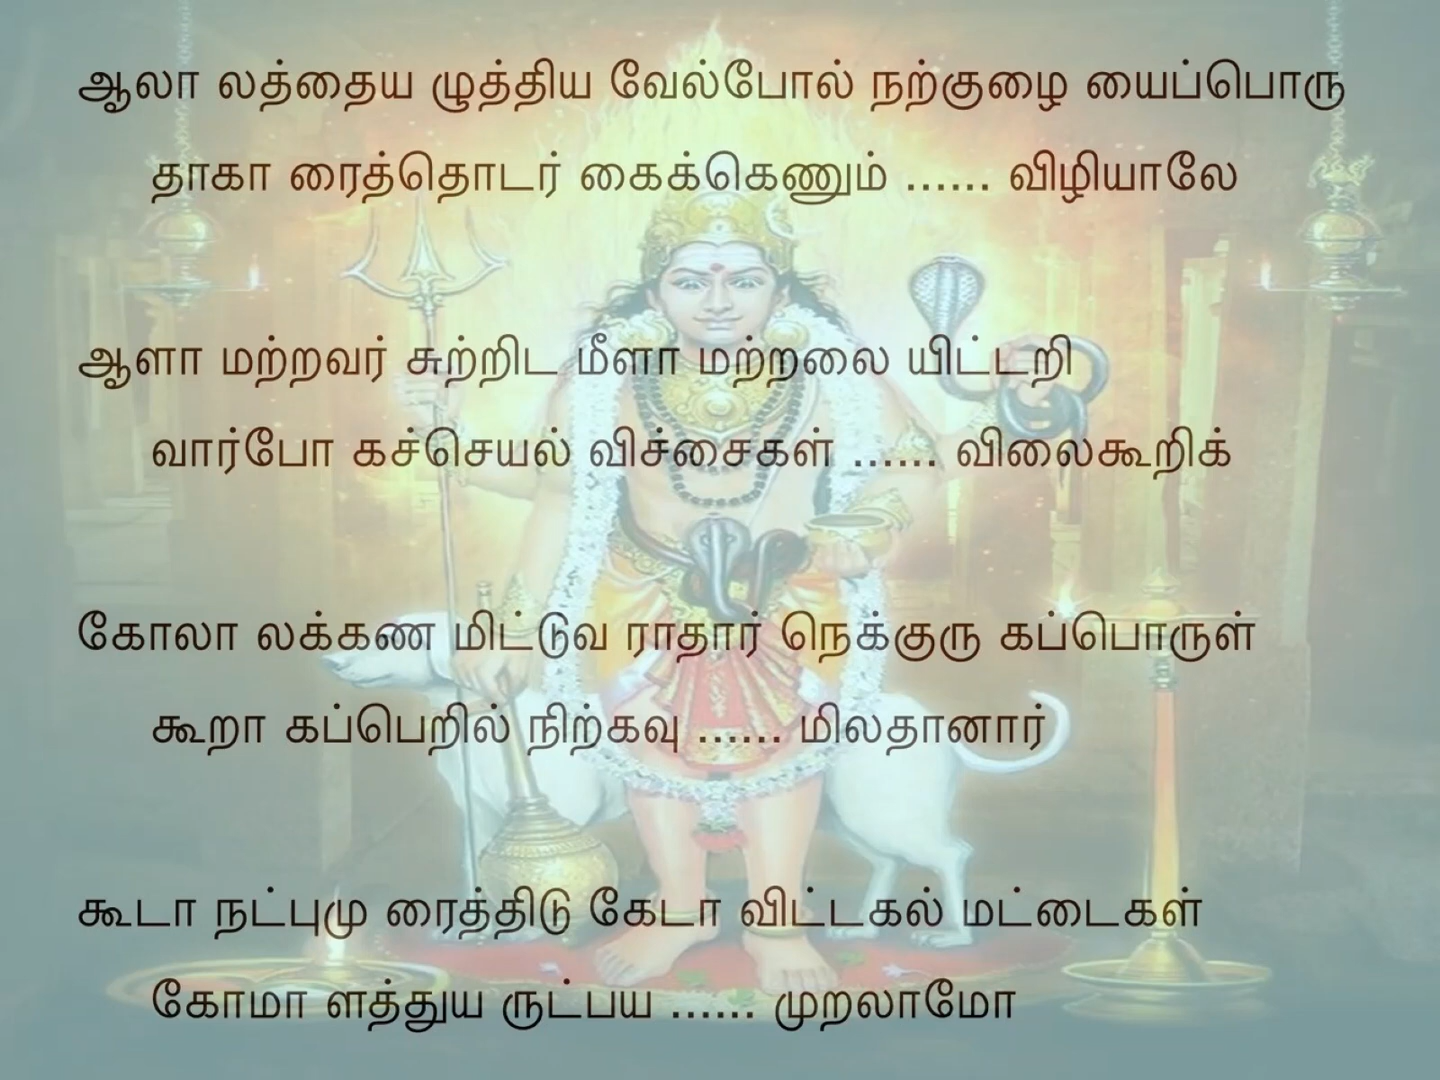 ஆலா லத்தைய ழுத்திய வேல்போல் நற்குழை யைப்பொரு
தாகா ரைத்தொடர் கைக்கெணும் ...... விழியாலே
ஆளா மற்றவர் சுற்றிட மீளா மற்றலை யிட்டறி
வார்போ கச்செயல் விச்சைகள் ...... விலைகூறிக்
கோலா லக்கண மிட்டுவ ராதார் நெக்குரு கப்பொருள்
கூறா கப்பெறில் நிற்கவு ...... மிலதானார்
கூடா நட்புமு ரைத்திடு கேடா விட்டகல் மட்டைகள்
கோமா ளத்துய ருட்பய ...... முறலாமோ